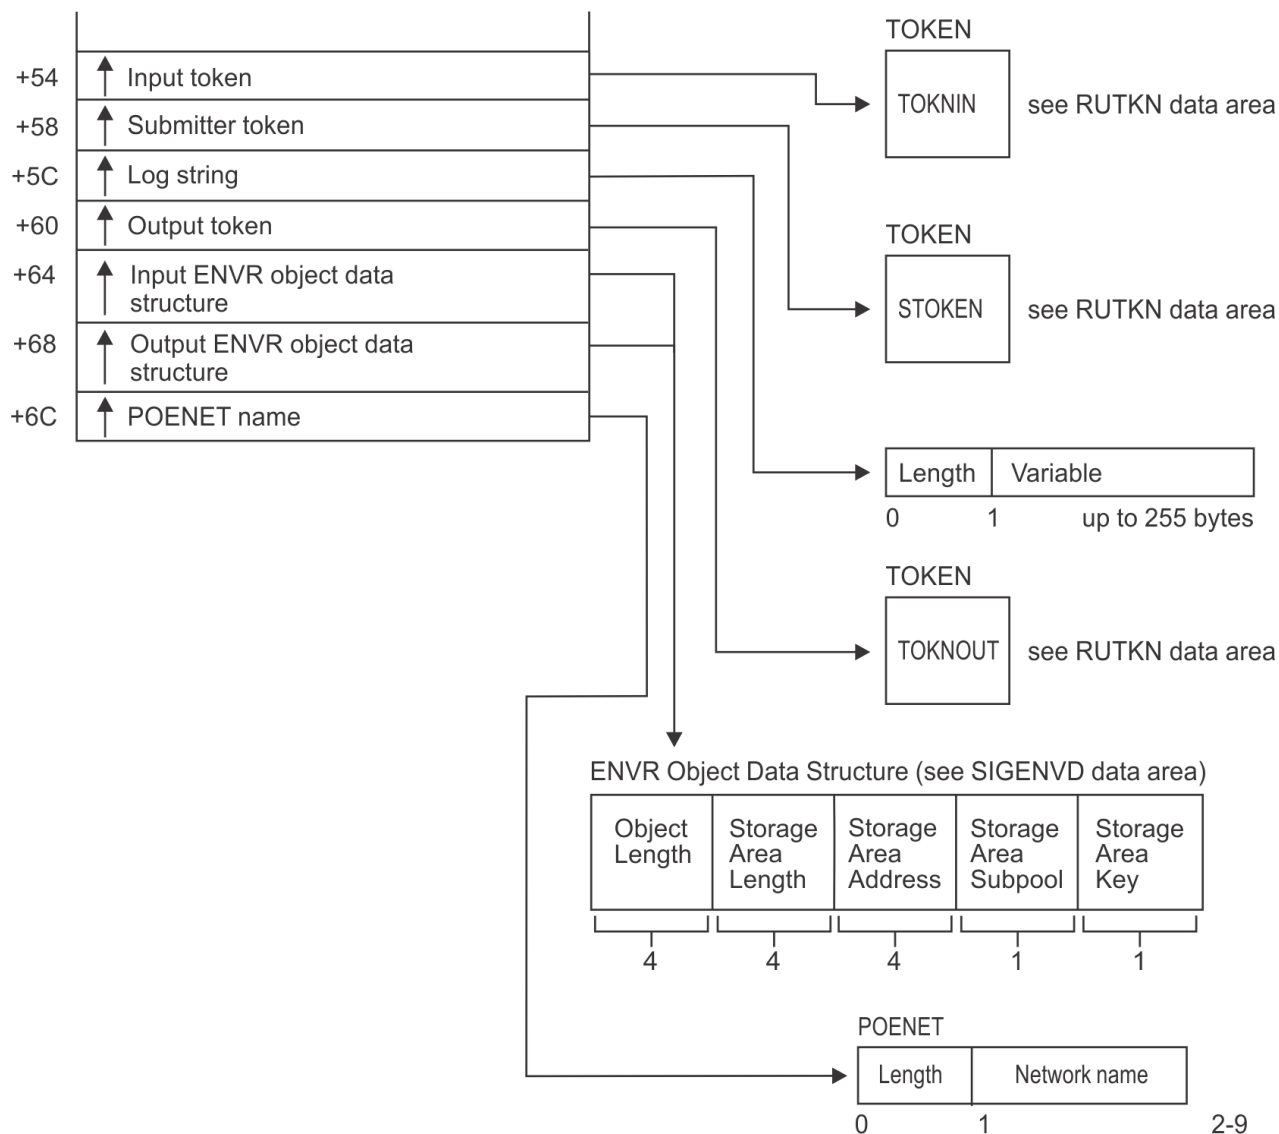 +54 Input token
+58 Submitter token
+5C Log string
+60 Output token
+64 Input ENVR object data
structure
+68 Output ENVR object data
structure
+6C POENET name
TOKEN
TOKNIN see RUTKN data area
TOKEN
STOKEN see RUTKN data area
Length Variable
0 1 up to 255 bytes
TOKEN
TOKNOUT see RUTKN data area
ENVR Object Data Structure (see SIGENVD data area)
Object Storage Storage Storage Storage
Length Area Area Area Area
Length Address Subpool Key
4 4 4 1 1
POENET
Length Network name
0 1 2-9